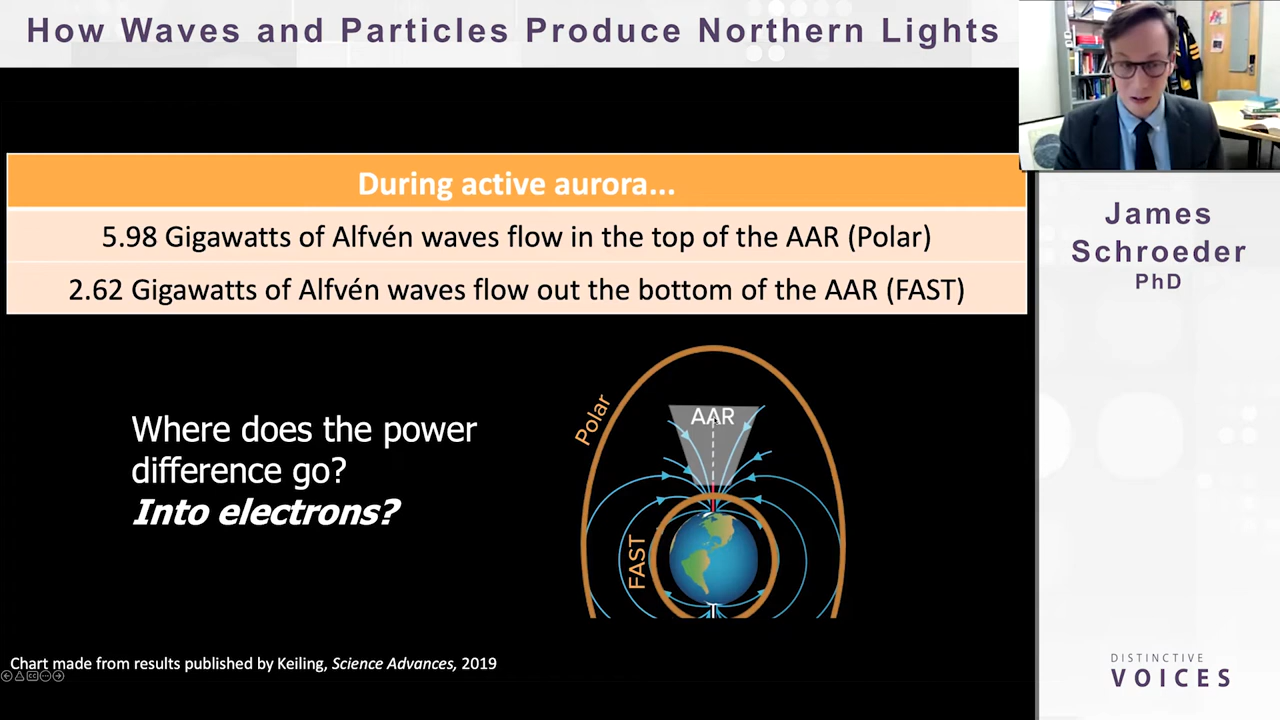 How Waves and Particles Produce Northern Lights
During active aurora...
5.98 Gigawatts of Alfvén waves flow in the top of the AAR (Polar)
2.62 Gigawatts of Alfvén waves flow out the bottom of the AAR (FAST)
James
Schroeder
PhD
Where does the power
difference go?
Into electrons?
Polar
AAR
FAST
Chart made from results published by Keiling, Science Advances, 2019
DISTINCTIVE
VOICES